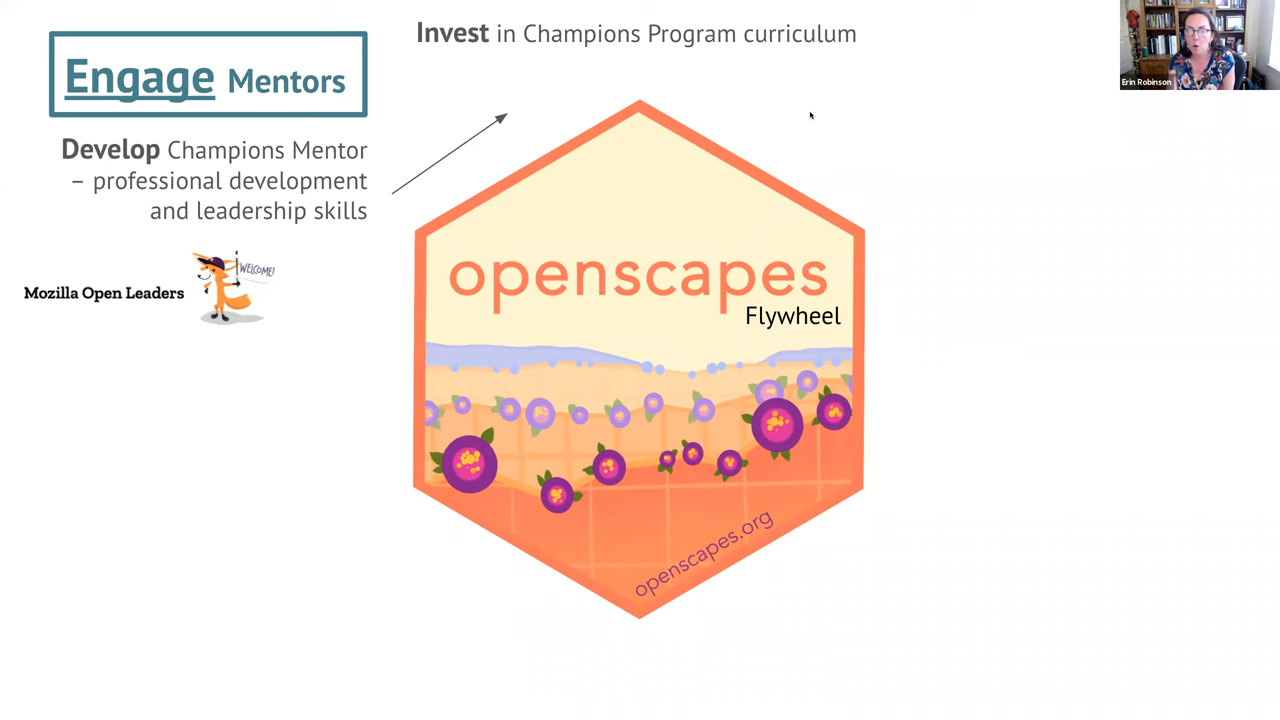 Invest in Champions Program curriculum
Engage Mentors
Develop Champions Mentor
– professional development
and leadership skills
Mozilla Open Leaders
WELCOME!
openscapes
Flywheel
openscapes.org
Erin Robinson